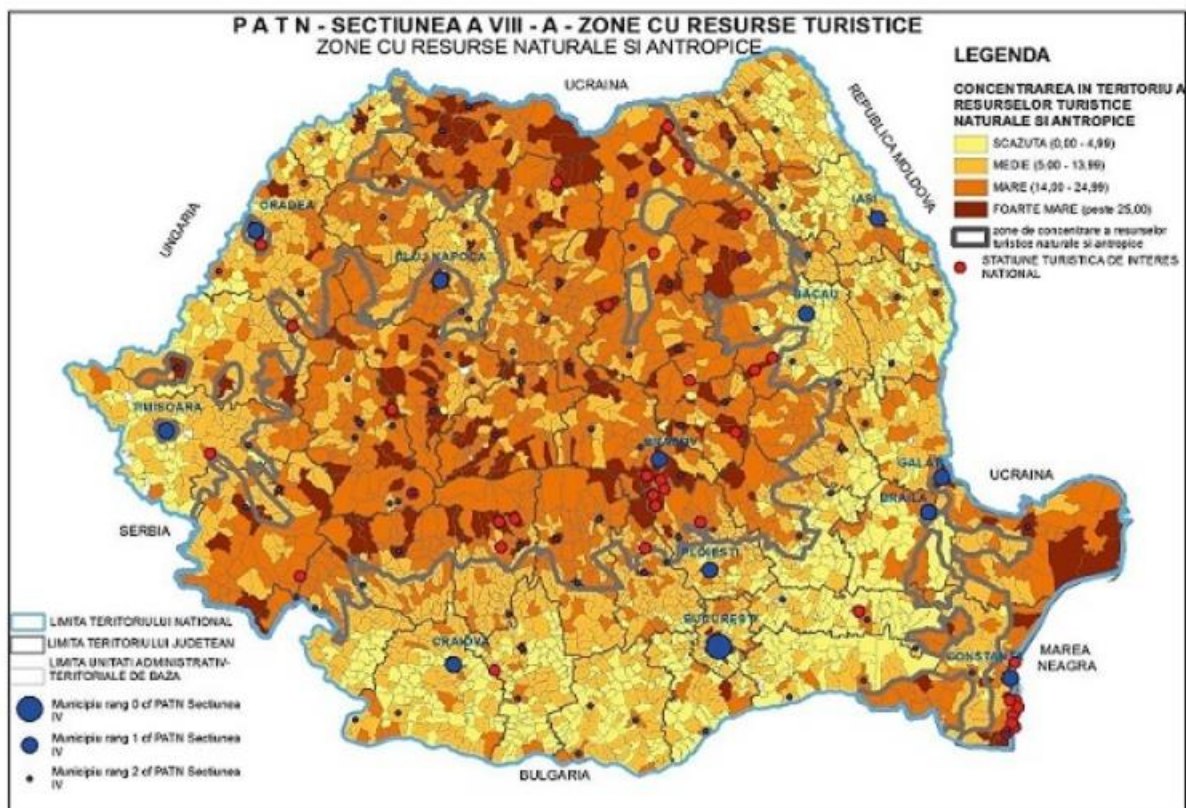 P A T N - SECTIUNEA A VIII - A - ZONE CU RESURSE TURISTICE
ZONE CU RESURSE NATURALE SI ANTROPICE
LEGENDA
CONCENTRAREA IN TERITORIU A
RESURSELOR TURISTICE
NATURALE SI ANTROPICE
SCAZUTA (0,00 - 4,99)
MEDIE (5,00 - 13,99)
MARE (14,00 - 24,99)
FOARTE MARE (peste 25,00)
zone de concentrare a resurselor
turistice naturale si antropice
STATIUNE TURISTICA DE INTERES
NATIONAL
UCRAINA
REPUBLICA MOLDOVA
UNGARIA
ORADEA
IASI
CLUJ NAPOCA
BACAU
TIMISOARA
BRASOV
GALATI
UCRAINA
BRAILA
SERBIA
PLOIESTI
BUCURESTI
CRAIOVA
CONSTANTA
MAREA
NEAGRA
BULGARIA
LIMITA TERITORIULUI NATIONAL
LIMITA TERITORIULUI JUDETEAN
LIMITA UNITATI ADMINISTRATIV-
TERITORIALE DE BAZA
Municipiu rang 0 cf PATN Sectiunea
IV
Municipiu rang 1 cf PATN Sectiunea
IV
Municipiu rang 2 cf PATN Sectiunea
IV